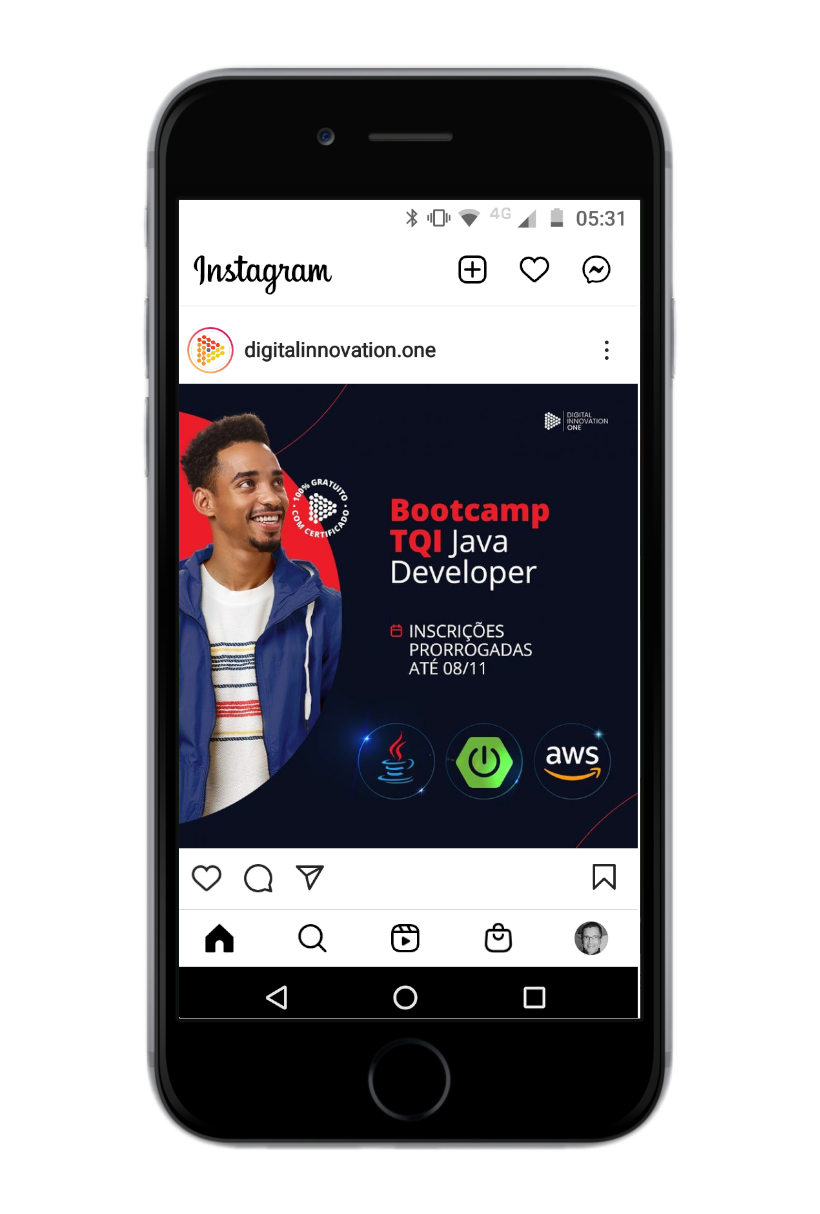 4G 05:31
Instagram
digitalinnovation.one
DIGITAL
INNOVATION
ONE
100% GRATUITO
COM CERTIFICADO
Bootcamp
TQI Java
Developer
INSCRIÇÕES
PRORROGADAS
ATÉ 08/11
aws